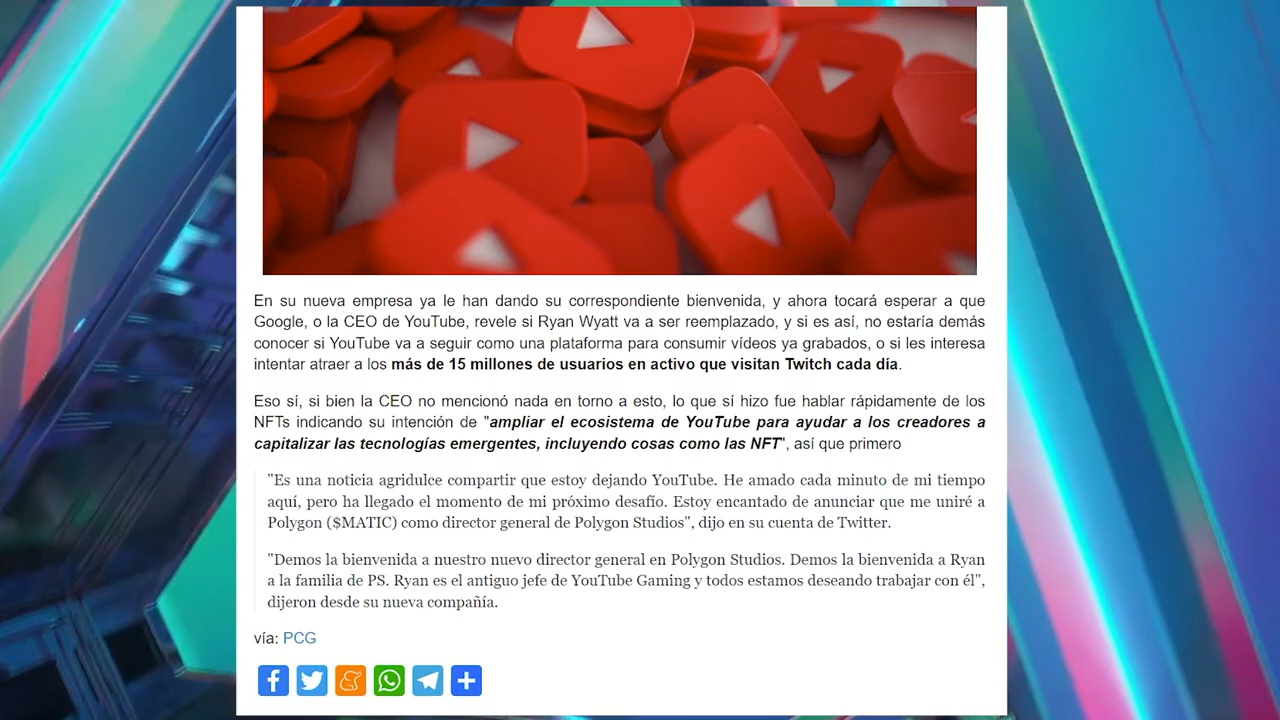 En su nueva empresa ya le han dando su correspondiente bienvenida, y ahora tocará esperar a que
Google, o la CEO de YouTube, revele si Ryan Wyatt va a ser reemplazado, y si es así, no estaría demás
conocer si YouTube va a seguir como una plataforma para consumir vídeos ya grabados, o si les interesa
intentar atraer a los más de 15 millones de usuarios en activo que visitan Twitch cada día.
Eso sí, si bien la CEO no mencionó nada en torno a esto, lo que sí hizo fue hablar rápidamente de los
NFTs indicando su intención de "ampliar el ecosistema de YouTube para ayudar a los creadores a
capitalizar las tecnologías emergentes, incluyendo cosas como las NFT", así que primero
"Es una noticia agridulce compartir que estoy dejando YouTube. He amado cada minuto de mi tiempo
aquí, pero ha llegado el momento de mi próximo desafío. Estoy encantado de anunciar que me uniré a
Polygon ($MATIC) como director general de Polygon Studios", dijo en su cuenta de Twitter.
"Demos la bienvenida a nuestro nuevo director general en Polygon Studios. Demos la bienvenida a Ryan
a la familia de PS. Ryan es el antiguo jefe de YouTube Gaming y todos estamos deseando trabajar con él",
dijeron desde su nueva compañía.
vía: PCG